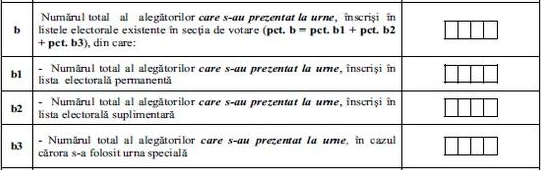 b
Numărul total al alegătorilor care s-au prezentat la urne, înscrişi în
listele electorale existente în secţia de votare (pct. b = pct. b1 + pct. b2
+ pct. b3), din care:
b1
- Numărul total al alegătorilor care s-au prezentat la urne, înscrişi în
lista electorală permanentă
b2
- Numărul total al alegătorilor care s-au prezentat la urne, înscrişi în
lista electorală suplimentară
b3
- Numărul total al alegătorilor care s-au prezentat la urne, în cazul
cărora s-a folosit urna specială